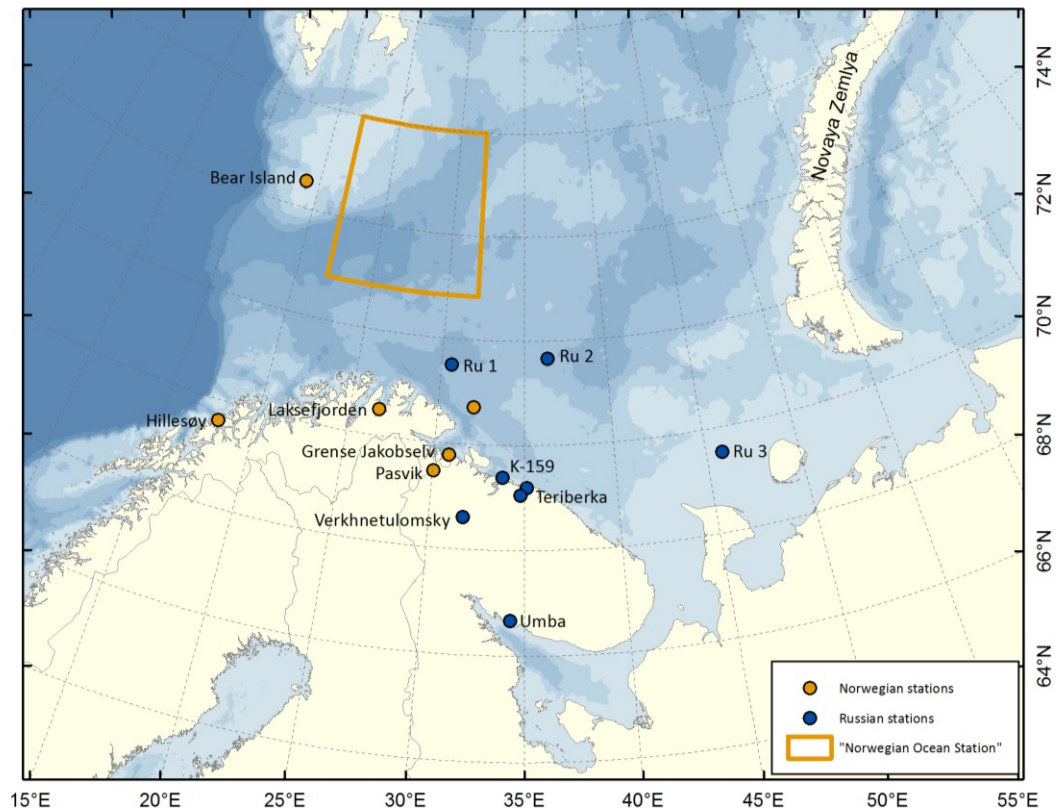 74°N
Novaya Zemlya
Bear Island
72°N
70°N
Ru 1
Ru 2
Laksefjorden
Hillesøy
68°N
Grense Jakobselv
Ru 3
K-159
Pasvik
Teriberka
Verkhnetulomsky
66°N
Umba
64°N
Norwegian stations
Russian stations
"Norwegian Ocean Station"
15°E
20°E
25°E
30°E
35°E
40°E
45°E
50°E
55°E